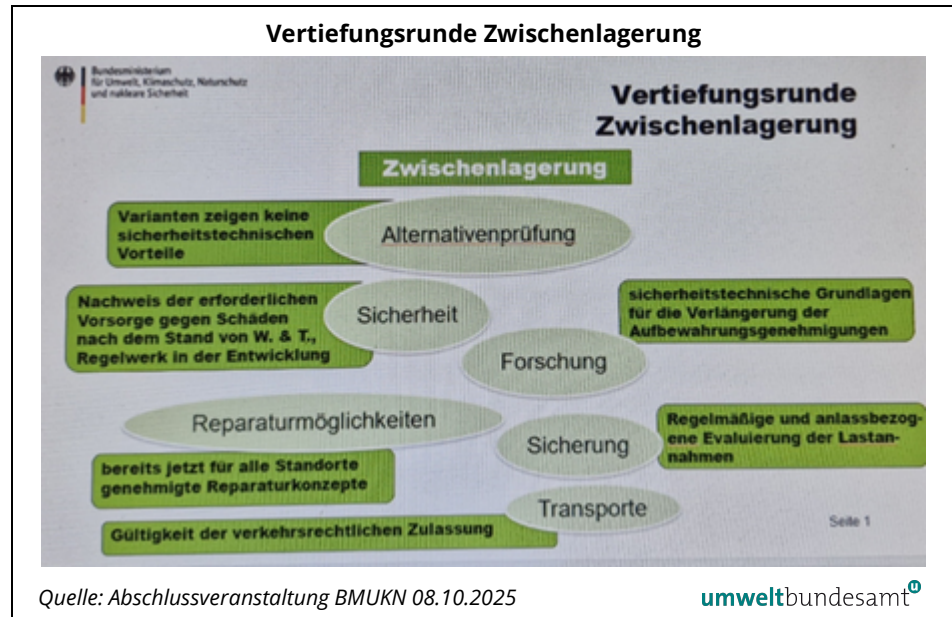 Vertiefungsrunde Zwischenlagerung
Bundesministerium
für Umwelt, Klimaschutz, Naturschutz
und nukleare Sicherheit
Vertiefungsrunde
Zwischenlagerung
Zwischenlagerung
Varianten zeigen keine
sicherheitstechnischen
Vorteile
Alternativenprüfung
Nachweis der erforderlichen
Vorsorge gegen Schäden
nach dem Stand von W. & T.,
Regelwerk in der Entwicklung
Sicherheit
sicherheitstechnische Grundlagen
für die Verlängerung der
Aufbewahrungsgenehmigungen
Forschung
Reparaturmöglichkeiten
bereits jetzt für alle Standorte
genehmigte Reparaturkonzepte
Sicherung
Regelmäßige und anlassbezog-
ene Evaluierung der Lastan-
nahmen
Transporte
Gültigkeit der verkehrsrechtlichen Zulassung
Seite 1
Quelle: Abschlussveranstaltung BMUKN 08.10.2025
umweltbundesamt
u